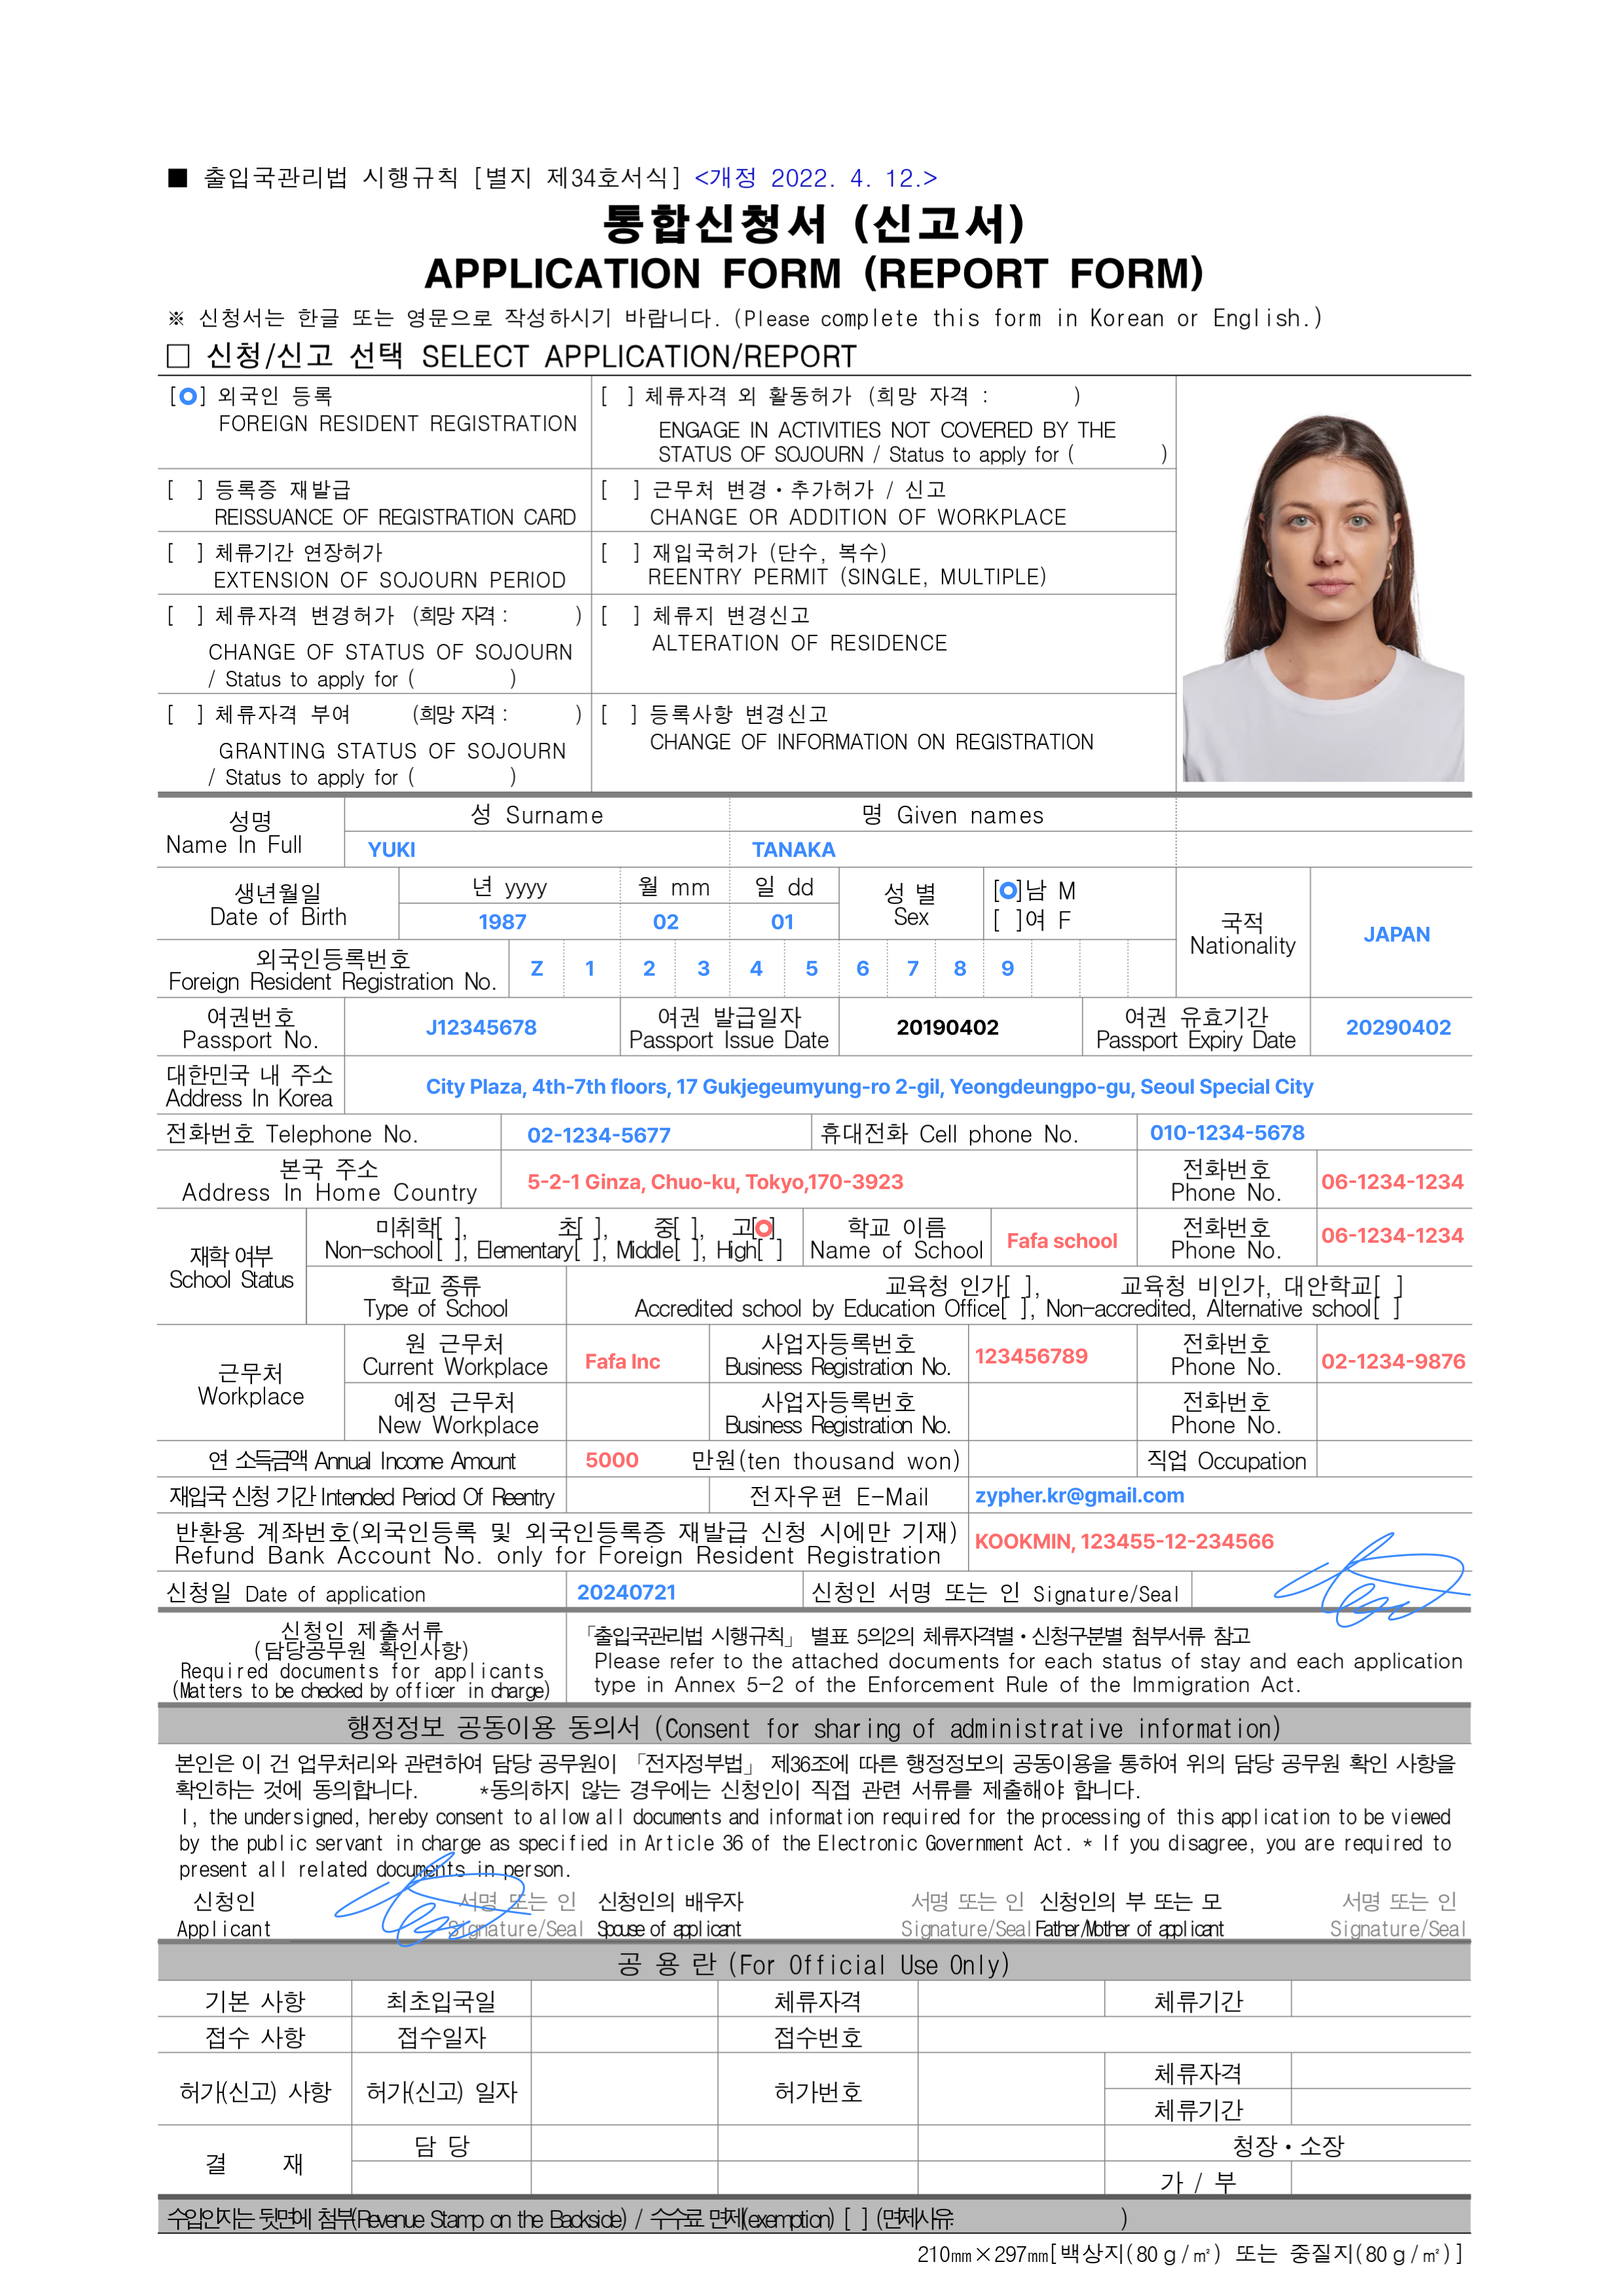 ■ 출입국관리법 시행규칙 [별지 제34호서식] <개정 2022. 4. 12.>
통합신청서 (신고서)
APPLICATION FORM (REPORT FORM)
※ 신청서는 한글 또는 영문으로 작성하시기 바랍니다. (Please complete this form in Korean or English.)
□ 신청/신고 선택 SELECT APPLICATION/REPORT
[O] 외국인 등록
FOREIGN RESIDENT REGISTRATION
[ ] 체류자격 외 활동허가 (희망 자격 : )
ENGAGE IN ACTIVITIES NOT COVERED BY THE
STATUS OF SOJOURN / Status to apply for ( )
[ ] 등록증 재발급
REISSUANCE OF REGISTRATION CARD
[ ] 근무처 변경・추가허가 / 신고
CHANGE OR ADDITION OF WORKPLACE
[ ] 체류기간 연장허가
EXTENSION OF SOJOURN PERIOD
[ ] 재입국허가 (단수, 복수)
REENTRY PERMIT (SINGLE, MULTIPLE)
[ ] 체류자격 변경허가 (희망 자격 : )
CHANGE OF STATUS OF SOJOURN
/ Status to apply for ( )
[ ] 체류지 변경신고
ALTERATION OF RESIDENCE
[ ] 체류자격 부여 (희망 자격 : )
GRANTING STATUS OF SOJOURN
/ Status to apply for ( )
[ ] 등록사항 변경신고
CHANGE OF INFORMATION ON REGISTRATION
성명
Name In Full
성 Surname 명 Given names
YUKI TANAKA
생년월일
Date of Birth
년 yyyy 월 mm 일 dd
1987 02 01
성 별
Sex
[O]남 M
[ ]여 F
국적
Nationality
JAPAN
외국인등록번호
Foreign Resident Registration No.
Z 1 2 3 4 5 6 7 8 9
여권번호
Passport No.
J12345678
여권 발급일자
Passport Issue Date
20190402
여권 유효기간
Passport Expiry Date
20290402
대한민국 내 주소
Address In Korea
City Plaza, 4th-7th floors, 17 Gukjegeumyung-ro 2-gil, Yeongdeungpo-gu, Seoul Special City
전화번호 Telephone No. 02-1234-5677 휴대전화 Cell phone No. 010-1234-5678
본국 주소
Address In Home Country
5-2-1 Ginza, Chuo-ku, Tokyo,170-3923
전화번호
Phone No.
06-1234-1234
재학 여부
School Status
미취학[ ], 초[ ], 중[ ], 고[O]
Non-school[ ], Elementary[ ], Middle[ ], High[ ]
학교 이름
Name of School
Fafa school
전화번호
Phone No.
06-1234-1234
학교 종류
Type of School
교육청 인가[ ], 교육청 비인가, 대안학교[ ]
Accredited school by Education Office[ ], Non-accredited, Alternative school[ ]
근무처
Workplace
원 근무처
Current Workplace
Fafa Inc
사업자등록번호
Business Registration No.
123456789
전화번호
Phone No.
02-1234-9876
예정 근무처
New Workplace
사업자등록번호
Business Registration No.
전화번호
Phone No.
연 소득금액 Annual Income Amount 5000 만원(ten thousand won) 직업 Occupation
재입국 신청 기간 Intended Period Of Reentry 전자우편 E-Mail zypher.kr@gmail.com
반환용 계좌번호(외국인등록 및 외국인등록증 재발급 신청 시에만 기재)
Refund Bank Account No. only for Foreign Resident Registration
KOOKMIN, 123455-12-234566
신청일 Date of application 20240721 신청인 서명 또는 인 Signature/Seal
신청인 제출서류
(담당공무원 확인사항)
Required documents for applicants
(Matters to be checked by officer in charge)
「출입국관리법 시행규칙」 별표 5의2의 체류자격별・신청구분별 첨부서류 참고
Please refer to the attached documents for each status of stay and each application
type in Annex 5-2 of the Enforcement Rule of the Immigration Act.
행정정보 공동이용 동의서 (Consent for sharing of administrative information)
본인은 이 건 업무처리와 관련하여 담당 공무원이 「전자정부법」 제36조에 따른 행정정보의 공동이용을 통하여 위의 담당 공무원 확인 사항을
확인하는 것에 동의합니다. *동의하지 않는 경우에는 신청인이 직접 관련 서류를 제출해야 합니다.
I, the undersigned, hereby consent to allow all documents and information required for the processing of this application to be viewed
by the public servant in charge as specified in Article 36 of the Electronic Government Act. * If you disagree, you are required to
present all related documents in person.
신청인 서명 또는 인 신청인의 배우자 서명 또는 인 신청인의 부 또는 모 서명 또는 인
Applicant Signature/Seal Spouse of applicant Signature/Seal Father/Mother of applicant Signature/Seal
공 용 란 (For Official Use Only)
기본 사항 최초입국일 체류자격 체류기간
접수 사항 접수일자 접수번호
허가(신고) 사항 허가(신고) 일자 허가번호 체류자격
체류기간
결 재 담 당 청장・소장
가 / 부
수입인지는 뒷면에 첨부(Revenue Stamp on the Backside) / 수수료 면제(exemption) [ ] (면제사유: )
210㎜×297㎜[백상지(80ｇ/㎡) 또는 중질지(80ｇ/㎡)]